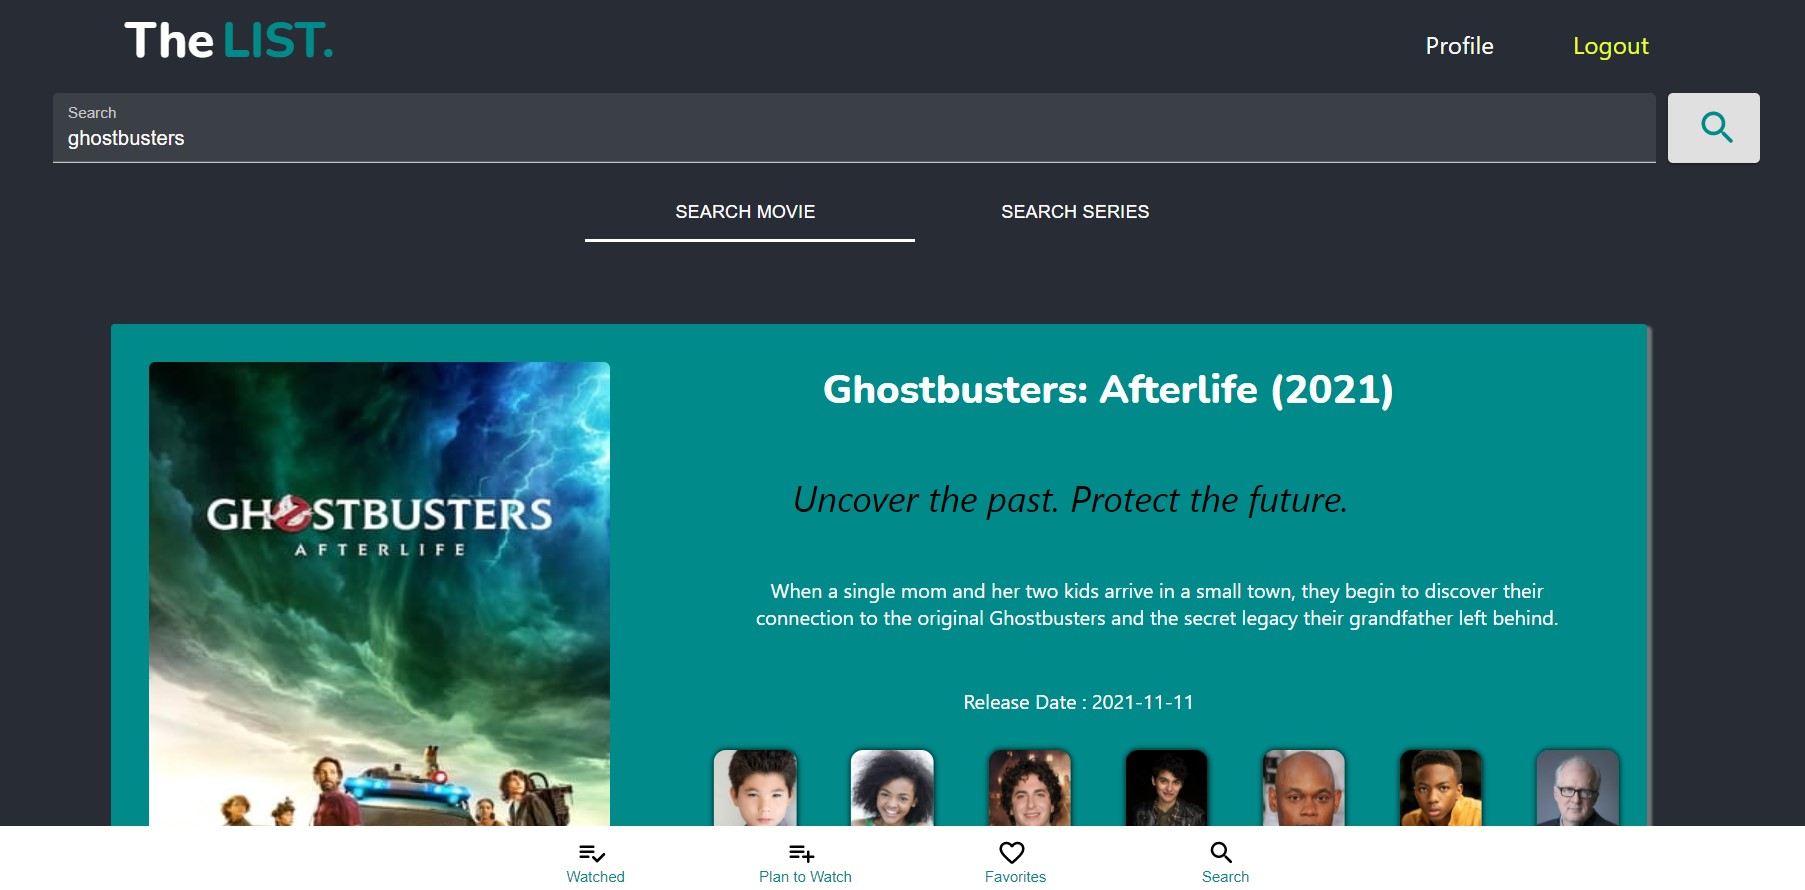 The LIST.
Profile
Logout
Search
ghostbusters
SEARCH MOVIE
SEARCH SERIES
GHOSTBUSTERS
AFTERLIFE
Ghostbusters: Afterlife (2021)
Uncover the past. Protect the future.
When a single mom and her two kids arrive in a small town, they begin to discover their
connection to the original Ghostbusters and the secret legacy their grandfather left behind.
Release Date : 2021-11-11
Watched
Plan to Watch
Favorites
Search